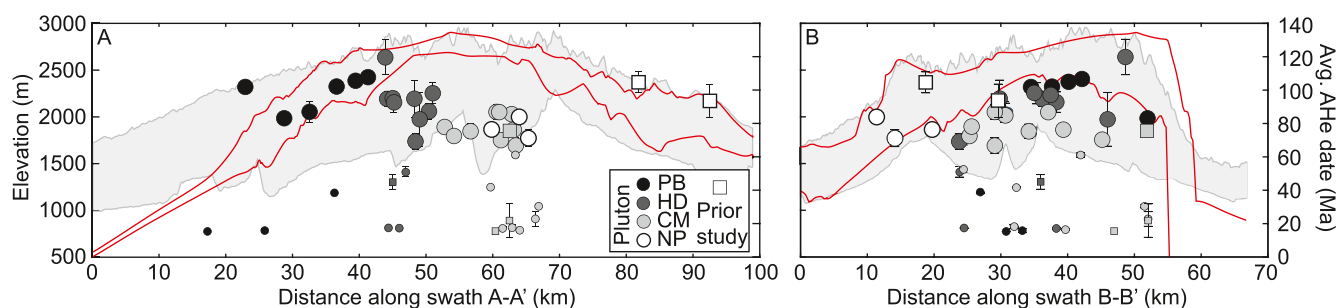 A
Elevation (m)
3000
2500
2000
1500
1000
500
0 10 20 30 40 50 60 70 80 90 100
Distance along swath A-A' (km)
Pluton
PB
HD
CM
NP
Prior study
B
0 10 20 30 40 50 60 70
Distance along swath B-B' (km)
140
120
100
80
60
40
20
0
Avg. AHe date (Ma)